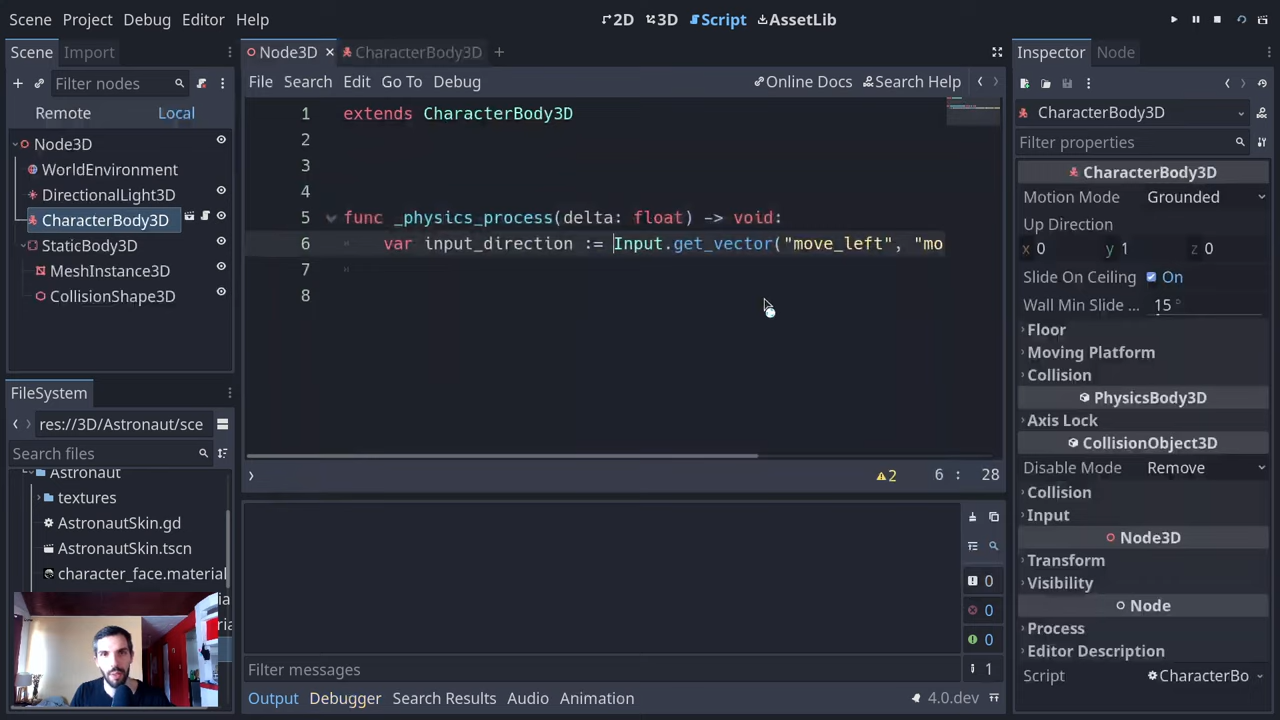 Scene Project Debug Editor Help 2D 3D Script AssetLib
Scene Import Node3D CharacterBody3D Inspector Node
Filter nodes File Search Edit Go To Debug Online Docs Search Help
Remote Local
CharacterBody3D
Filter properties
Node3D
WorldEnvironment
DirectionalLight3D
CharacterBody3D
StaticBody3D
MeshInstance3D
CollisionShape3D
1 extends CharacterBody3D
2
3
4
5 func _physics_process(delta: float) -> void:
6 var input_direction := Input.get_vector("move_left", "mo
7
8
2 6 : 28
CharacterBody3D
Motion Mode Grounded
Up Direction
x 0 y 1 z 0
Slide On Ceiling On
Wall Min Slide ... 15 °
Floor
Moving Platform
Collision
PhysicsBody3D
Axis Lock
CollisionObject3D
Disable Mode Remove
Collision
Input
Node3D
Transform
Visibility
Node
Process
Editor Description
Script CharacterBo
FileSystem
res://3D/Astronaut/sce
Search files
Astronaut
textures
AstronautSkin.gd
AstronautSkin.tscn
character_face.material
0
0
0
Filter messages 1
Output Debugger Search Results Audio Animation 4.0.dev